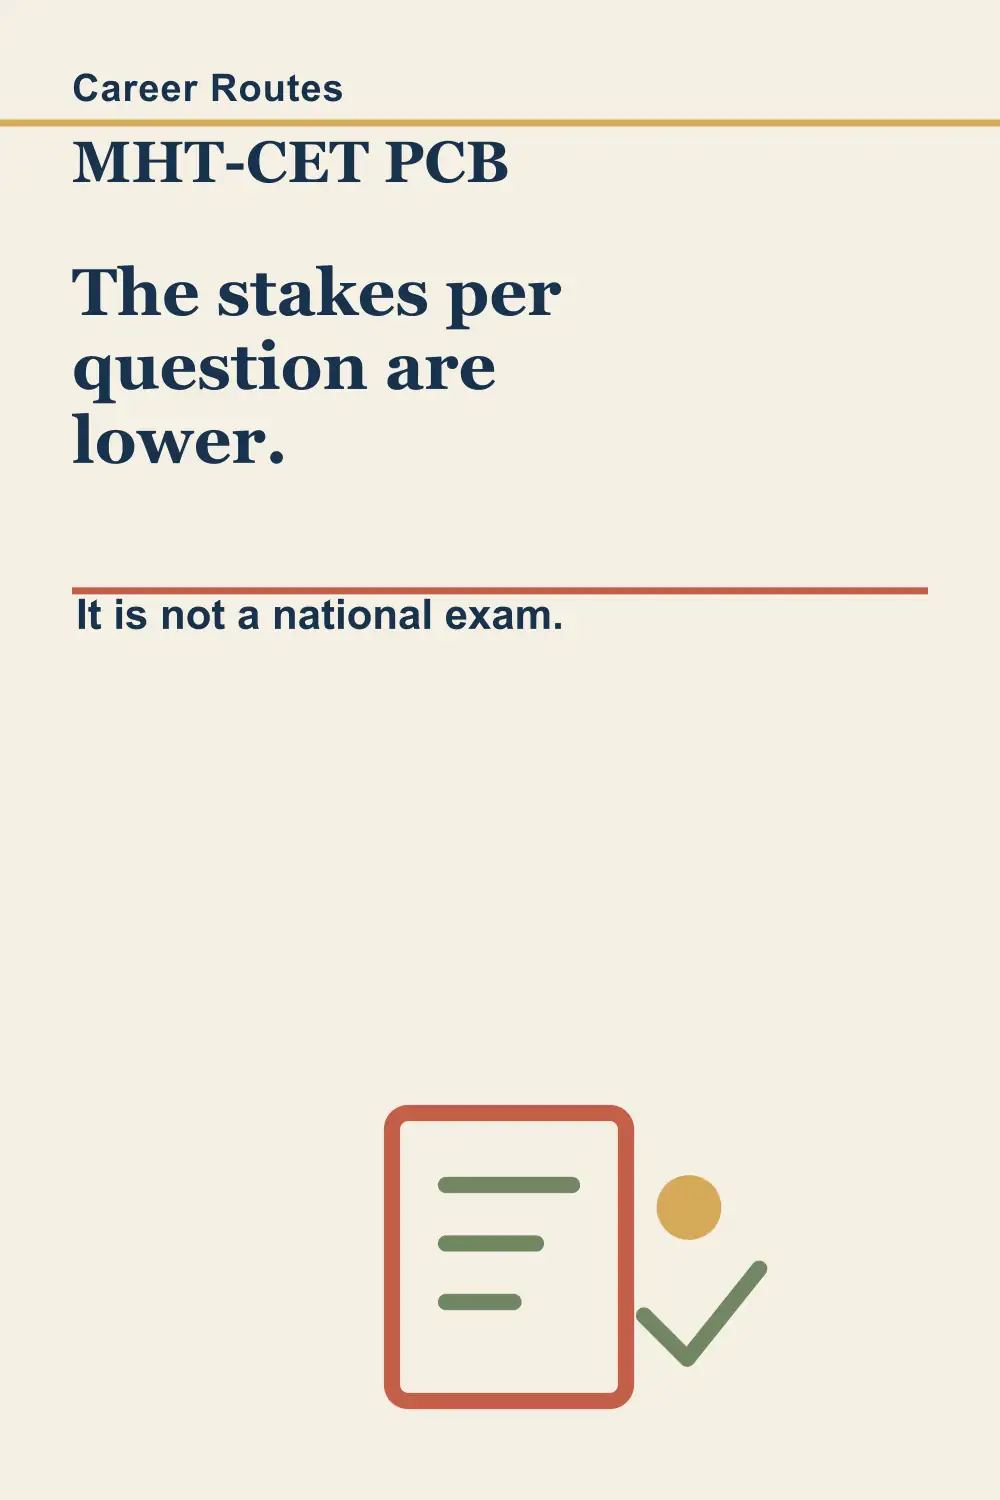 Career Routes
MHT-CET PCB
The stakes per
question are
lower.
It is not a national exam.